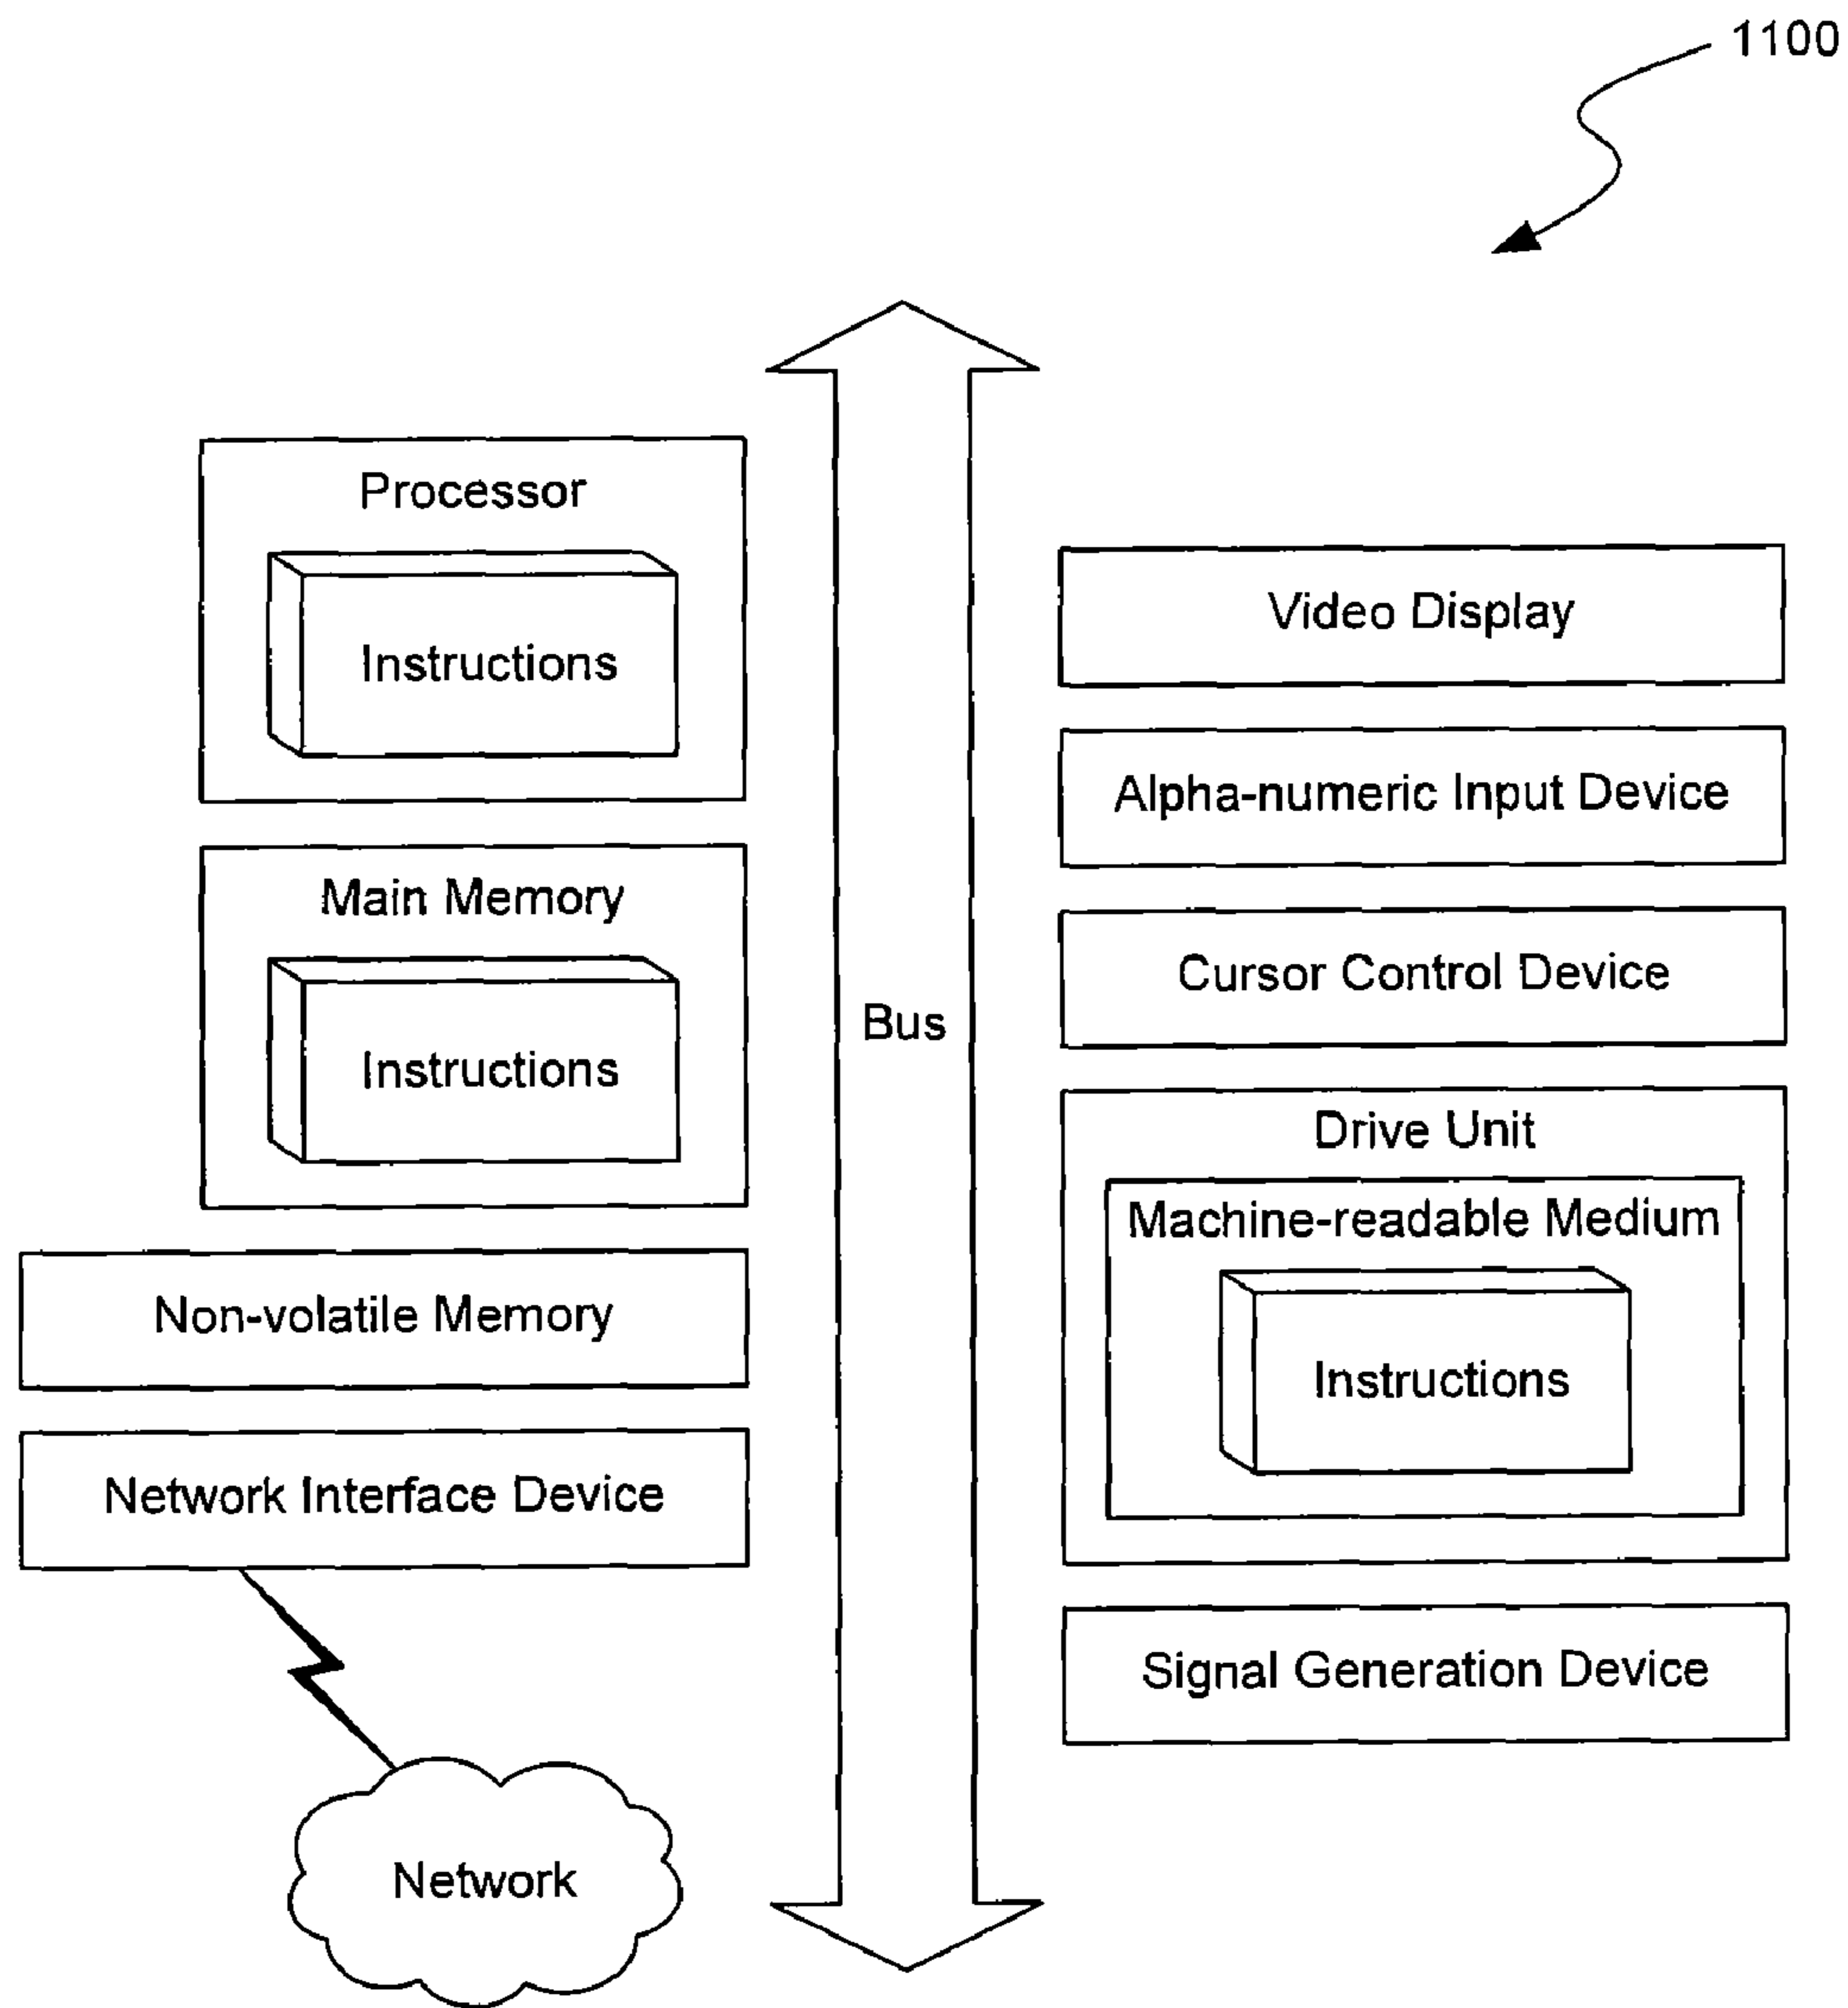 1100
Processor
Instructions
Main Memory
Instructions
Non-volatile Memory
Network Interface Device
Network
Bus
Video Display
Alpha-numeric Input Device
Cursor Control Device
Drive Unit
Machine-readable Medium
Instructions
Signal Generation Device